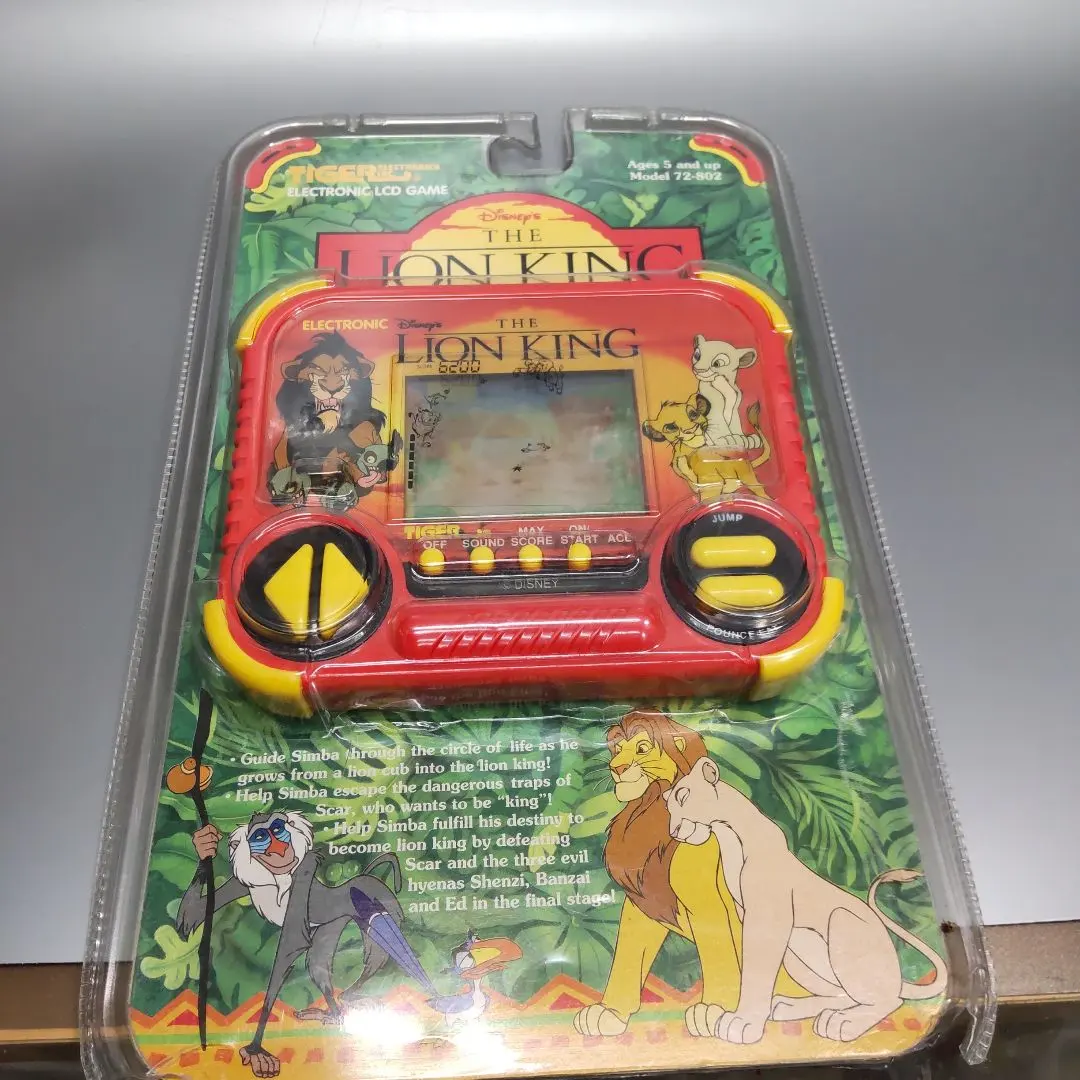 TIGER ELECTRONICS
ELECTRONIC LCD GAME
Ages 5 and up
Model 72-802
Disney's
THE
LION KING
ELECTRONIC Disney's
THE
LION KING
SCORE 6200
TIGER
OFF SOUND MAX SCORE ON/START ACL
© DISNEY
JUMP
POUNCE
• Guide Simba through the circle of life as he
grows from a lion cub into the lion king!
• Help Simba escape the dangerous traps of
Scar, who wants to be "king"!
• Help Simba fulfill his destiny to
become lion king by defeating
Scar and the three evil
hyenas Shenzi, Banzai
and Ed in the final stage!